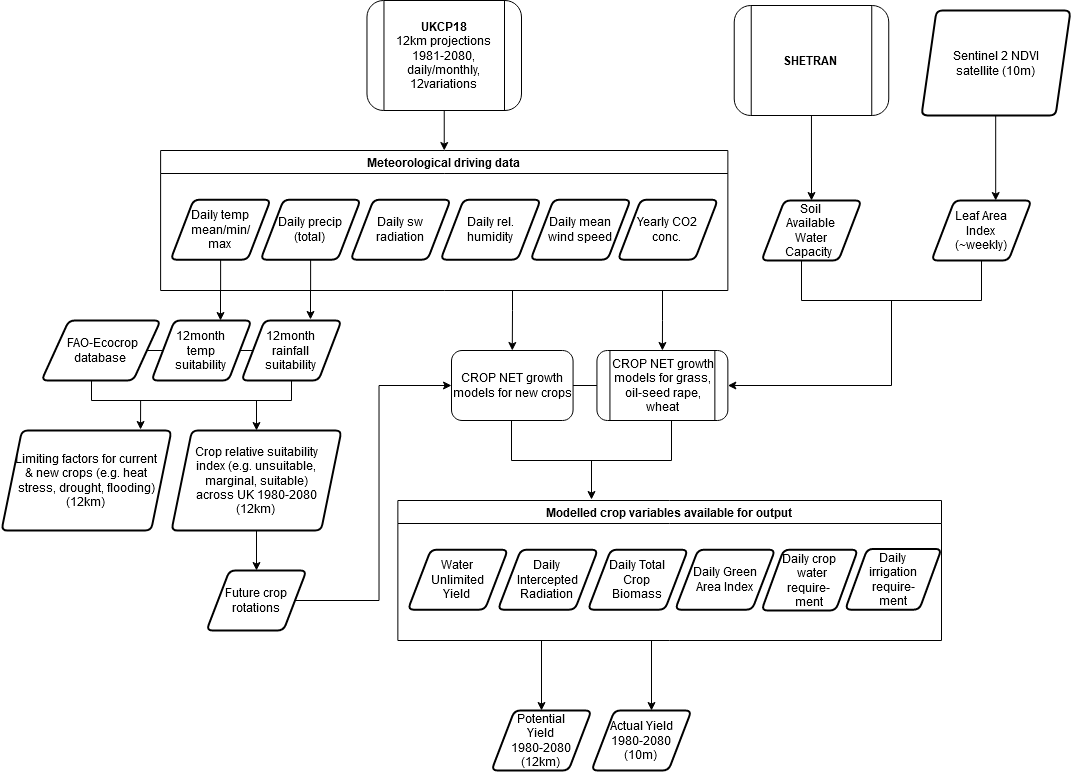 UKCP18
12km projections
1981-2080,
daily/monthly,
12variations
SHETRAN
Sentinel 2 NDVI
satellite (10m)
Meteorological driving data
Daily temp
mean/min/
max
Daily precip
(total)
Daily sw
radiation
Daily rel.
humidity
Daily mean
wind speed
Yearly CO2
conc.
Soil
Available
Water
Capacity
Leaf Area
Index
(~weekly)
FAO-Ecocrop
database
12month
temp
suitability
12month
rainfall
suitability
CROP NET growth
models for new crops
CROP NET growth
models for grass,
oil-seed rape,
wheat
Limiting factors for current
& new crops (e.g. heat
stress, drought, flooding)
(12km)
Crop relative suitability
index (e.g. unsuitable,
marginal, suitable)
across UK 1980-2080
(12km)
Future crop
rotations
Modelled crop variables available for output
Water
Unlimited
Yield
Daily
Intercepted
Radiation
Daily Total
Crop
Biomass
Daily Green
Area Index
Daily crop
water
require-
ment
Daily
irrigation
require-
ment
Potential
Yield
1980-2080
(12km)
Actual Yield
1980-2080
(10m)